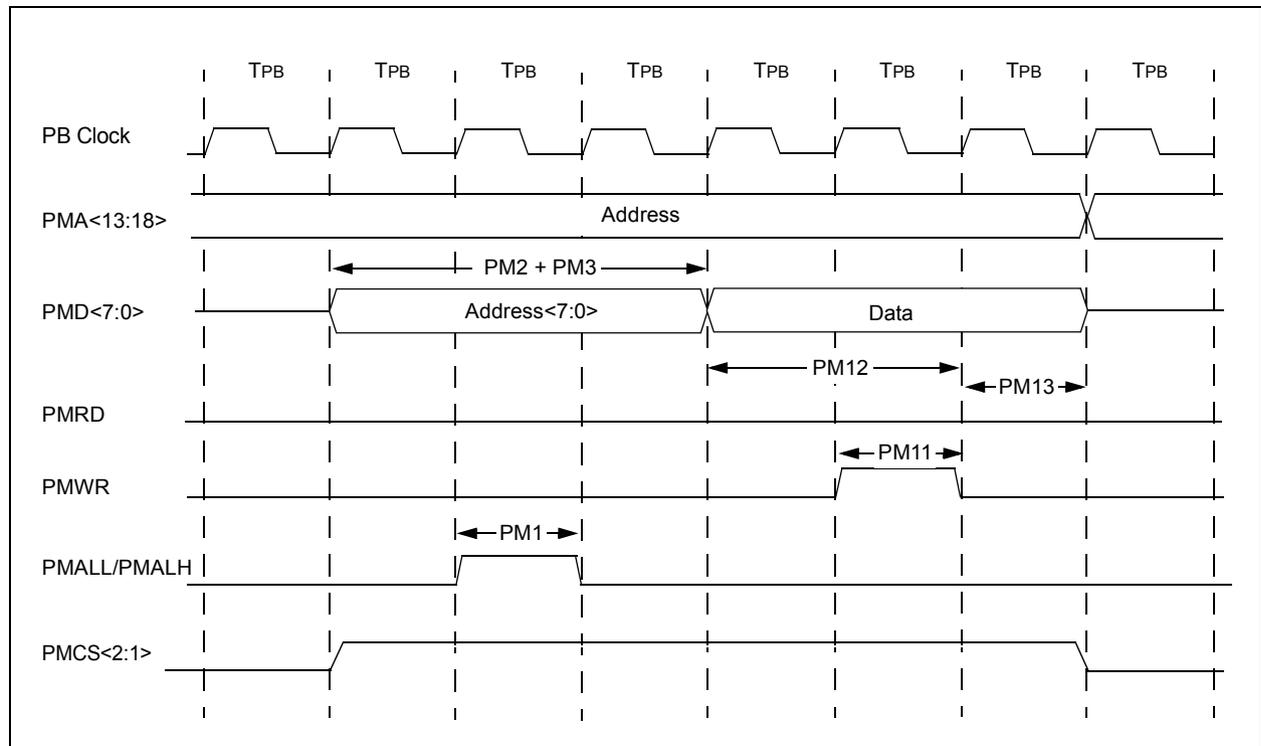 TPB TPB TPB TPB TPB TPB TPB TPB
PB Clock
PMA<13:18>
Address
PM2 + PM3
PMD<7:0>
Address<7:0>
Data
PM12
PM13
PMRD
PM11
PMWR
PM1
PMALL/PMALH
PMCS<2:1>